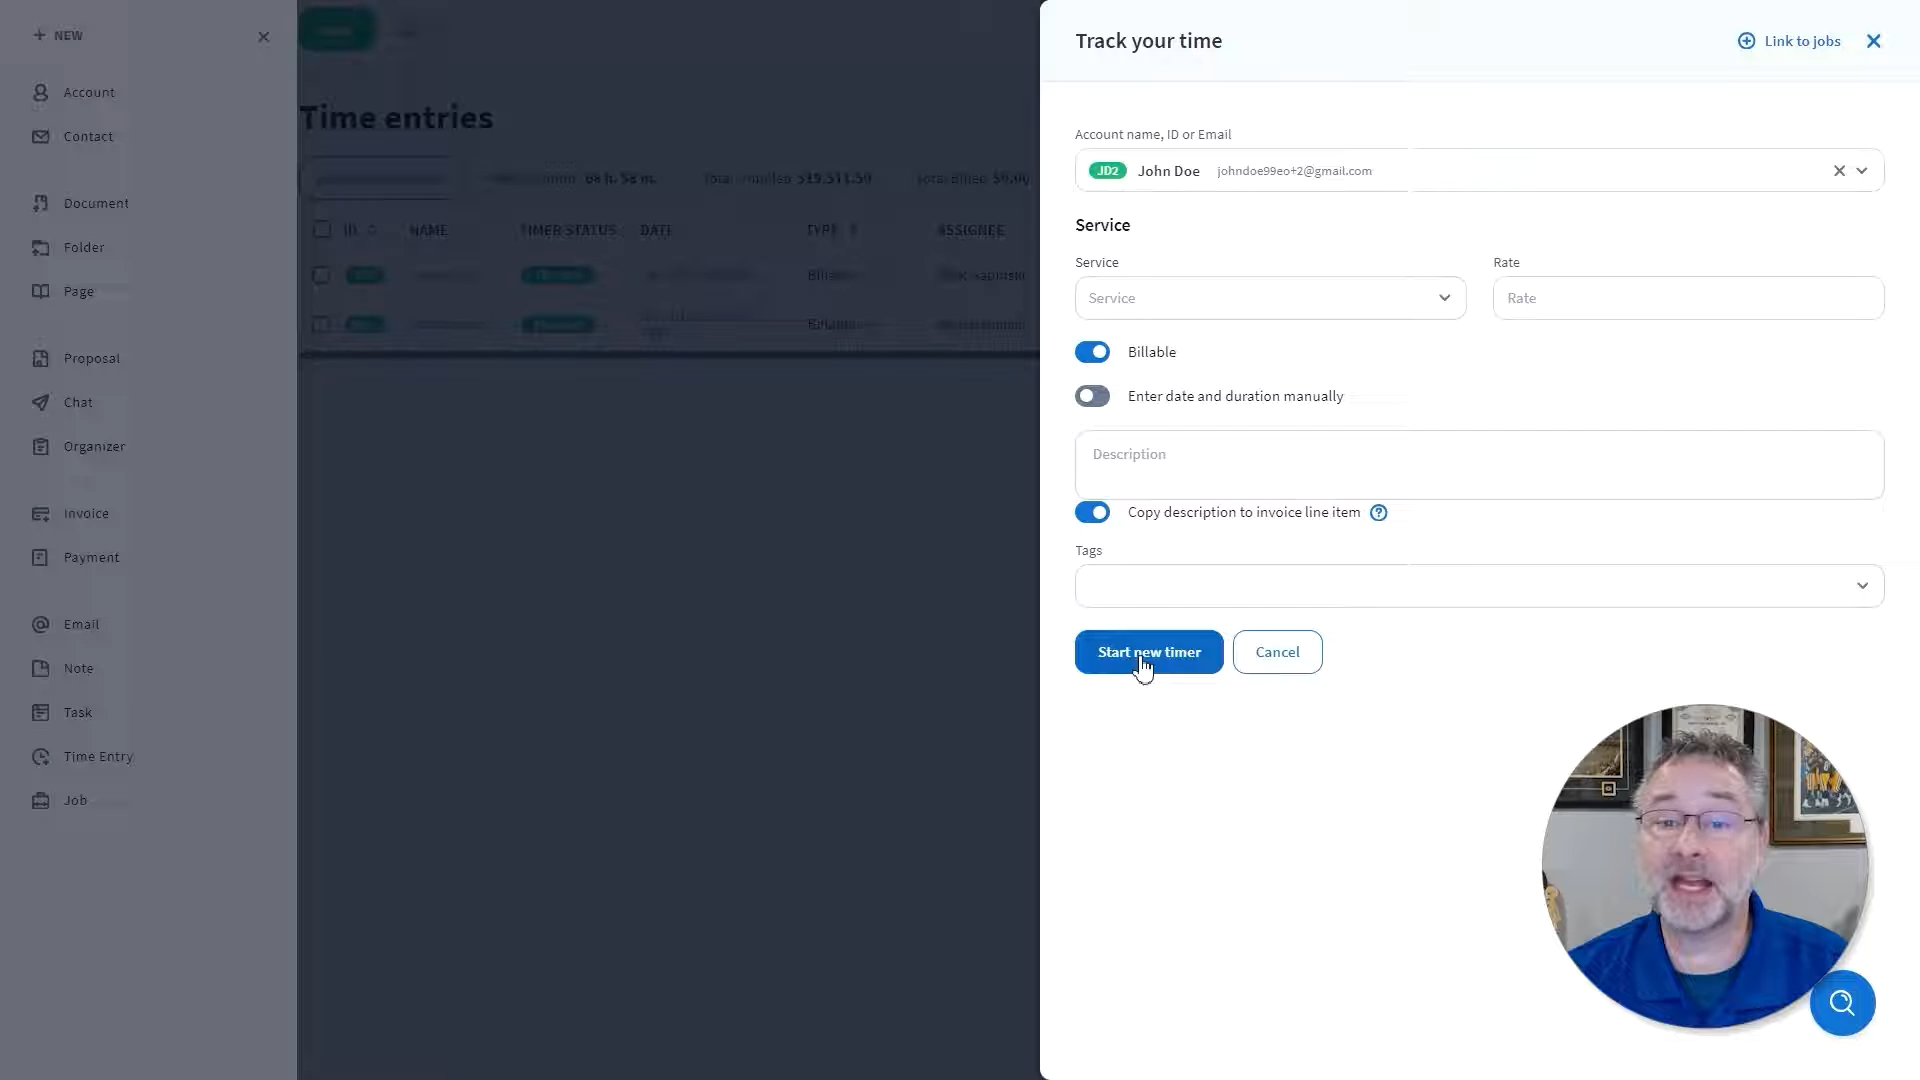 NEW
Account
Contact
Document
Folder
Page
Proposal
Chat
Organizer
Invoice
Payment
Email
Note
Task
Time Entry
Job
Time entries
ID NAME TIMER STATUS DATE TYPE ASSIGNEE
Track your time
Link to jobs
Account name, ID or Email
JD2 John Doe johndoe99eo+2@gmail.com
Service
Service Rate
Service Rate
Billable
Enter date and duration manually
Description
Copy description to invoice line item ?
Tags
Start new timer Cancel